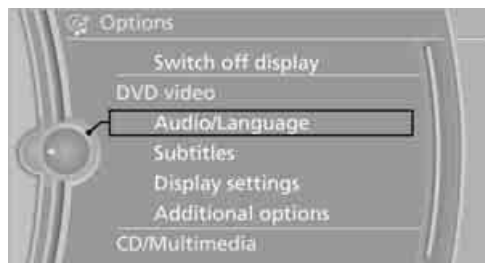 Options
Switch off display
DVD video
Audio/Language
Subtitles
Display settings
Additional options
CD/Multimedia